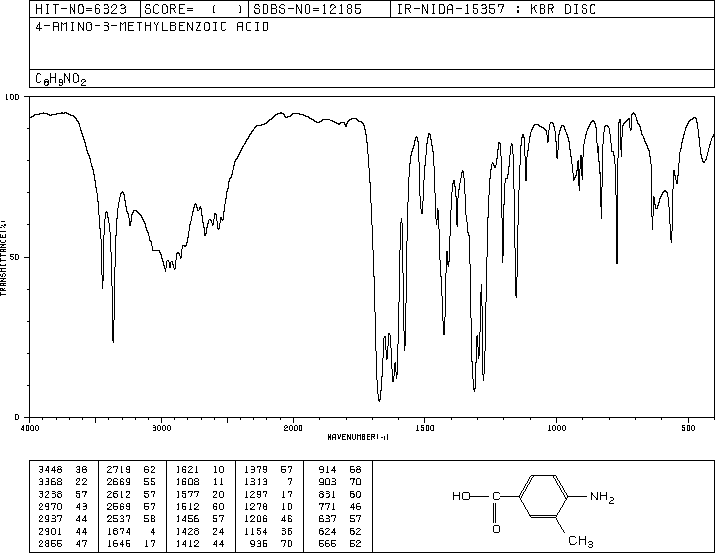 HIT-NO=6323 SCORE= ( ) SDBS-NO=12185 IR-NIDA-15357 : KBR DISC
4-AMINO-3-METHYLBENZOIC ACID
C8H9NO2
100
TRANSMITTANCE(%)
50
0
4000 3000 2000 1500 1000 500
WAVENUMBER(-1)
3448 38 2719 62 1621 10 1379 57 914 68
3368 22 2669 55 1608 11 1313 7 903 70
3238 57 2612 57 1577 20 1297 17 831 60
2970 43 2569 57 1512 60 1278 10 771 46
2937 44 2537 58 1456 57 1206 46 637 57
2901 44 1674 4 1428 24 1154 36 624 62
2855 47 1646 17 1412 44 935 70 565 52
HO C NH2
O CH3